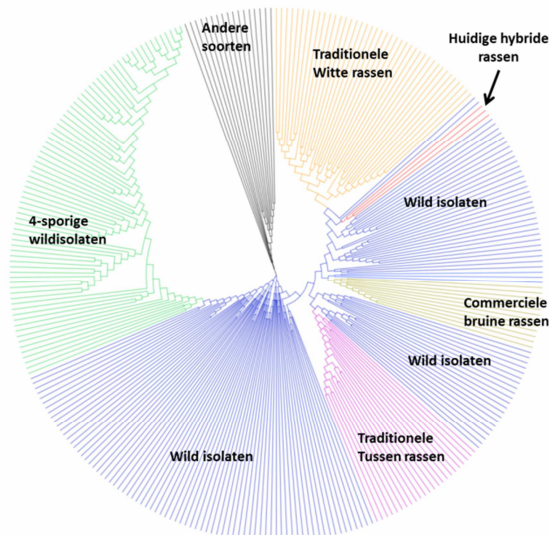 Andere
soorten
Traditionele
Witte rassen
Huidige hybride
rassen
Wild isolaten
4-sporige
wildisolaten
Commerciele
bruine rassen
Wild isolaten
Traditionele
Tussen rassen
Wild isolaten